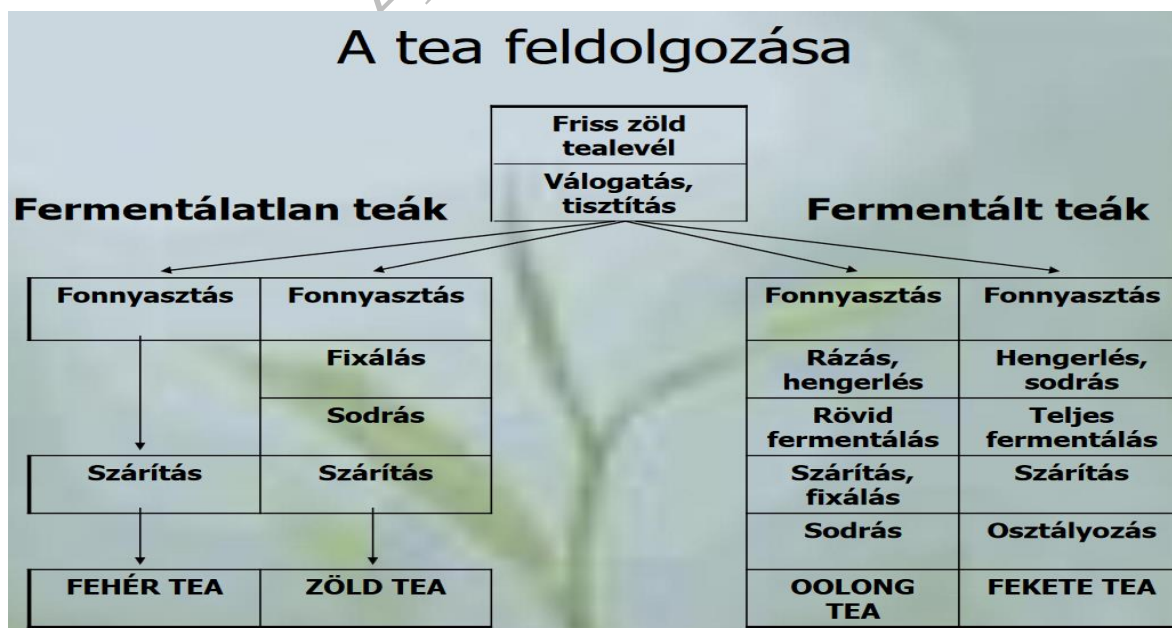 A tea feldolgozása
Friss zöld
tealevél
Válogatás,
tisztítás
Fermentálatlan teák
Fermentált teák
Fonnyasztás
Szárítás
FEHÉR TEA
Fonnyasztás
Fixálás
Sodrás
Szárítás
ZÖLD TEA
Fonnyasztás
Rázás,
hengerlés
Rövid
fermentálás
Szárítás,
fixálás
Sodrás
OOLONG
TEA
Fonnyasztás
Hengerlés,
sodrás
Teljes
fermentálás
Szárítás
Osztályozás
FEKETE TEA